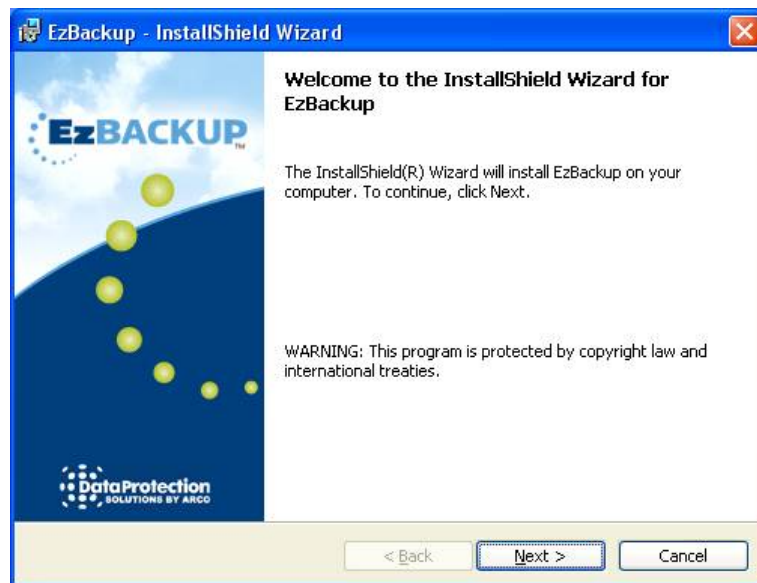 EzBackup - InstallShield Wizard
EzBACKUP
TM
DataProtection
SOLUTIONS BY ARCO
Welcome to the InstallShield Wizard for
EzBackup
The InstallShield(R) Wizard will install EzBackup on your
computer. To continue, click Next.
WARNING: This program is protected by copyright law and
international treaties.
< Back
Next >
Cancel